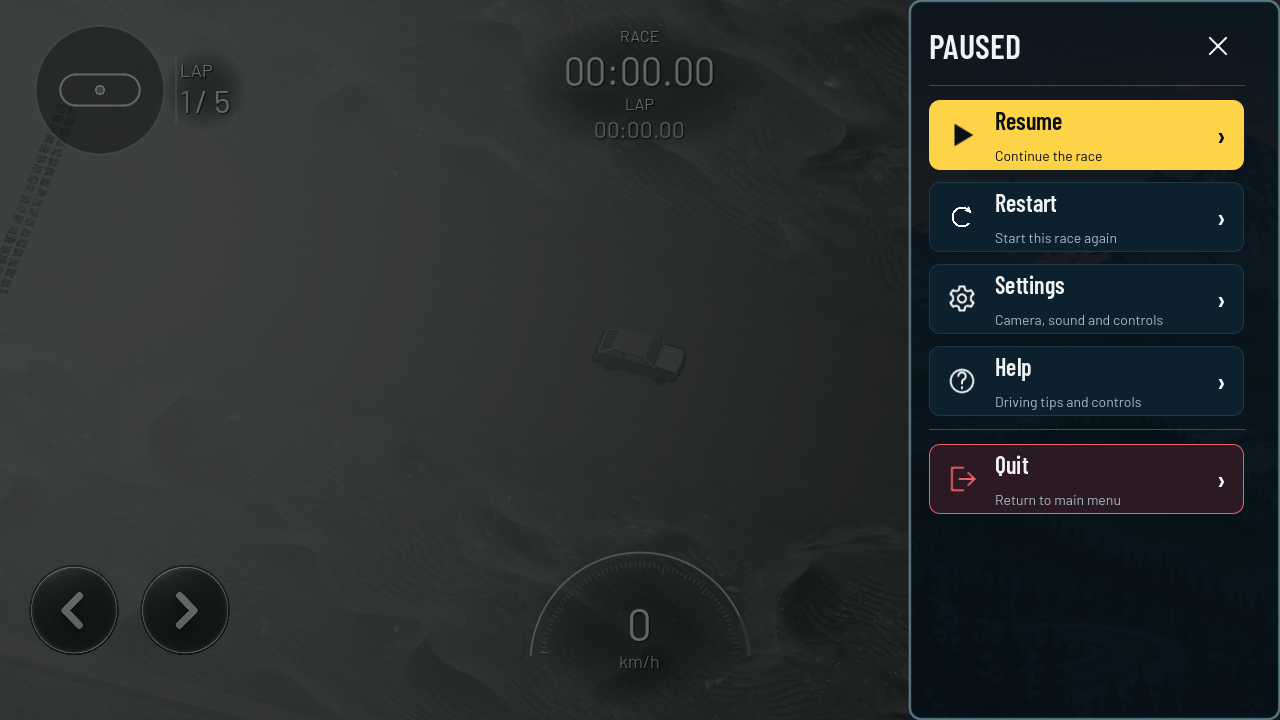 LAP
1/ 5
RACE
00:00.00
LAP
00:00.00
0
km/h
PAUSED
Resume
Continue the race
Restart
Start this race again
Settings
Camera, sound and controls
Help
Driving tips and controls
Quit
Return to main menu